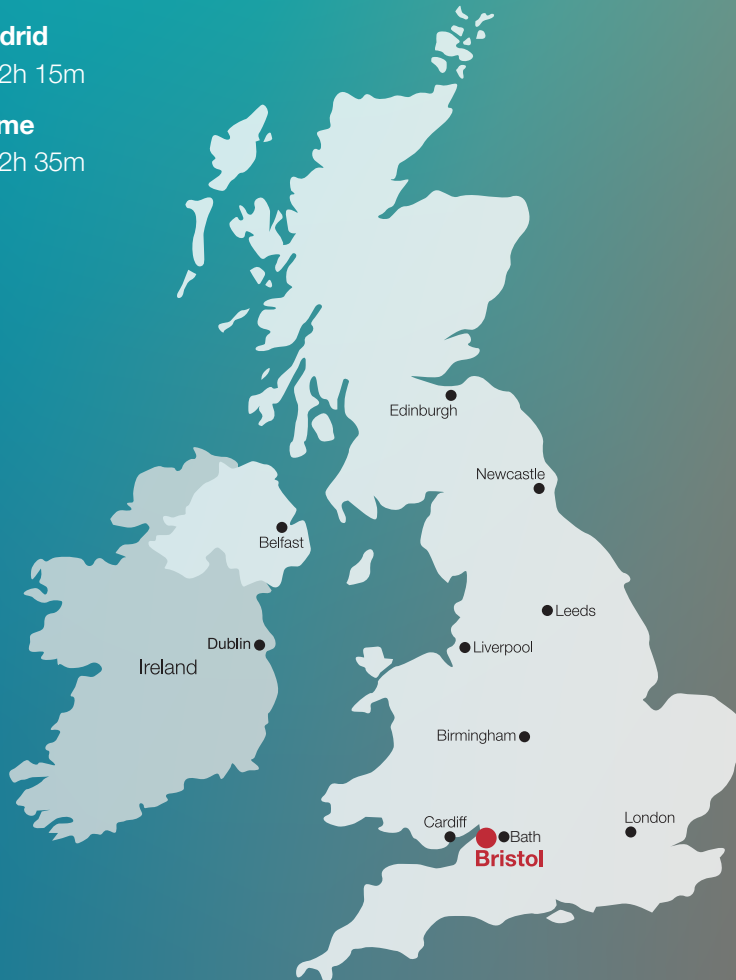 drid
2h 15m
me
2h 35m
Edinburgh
Newcastle
Belfast
Leeds
Dublin
Liverpool
Ireland
Birmingham
Cardiff
London
Bath
Bristol